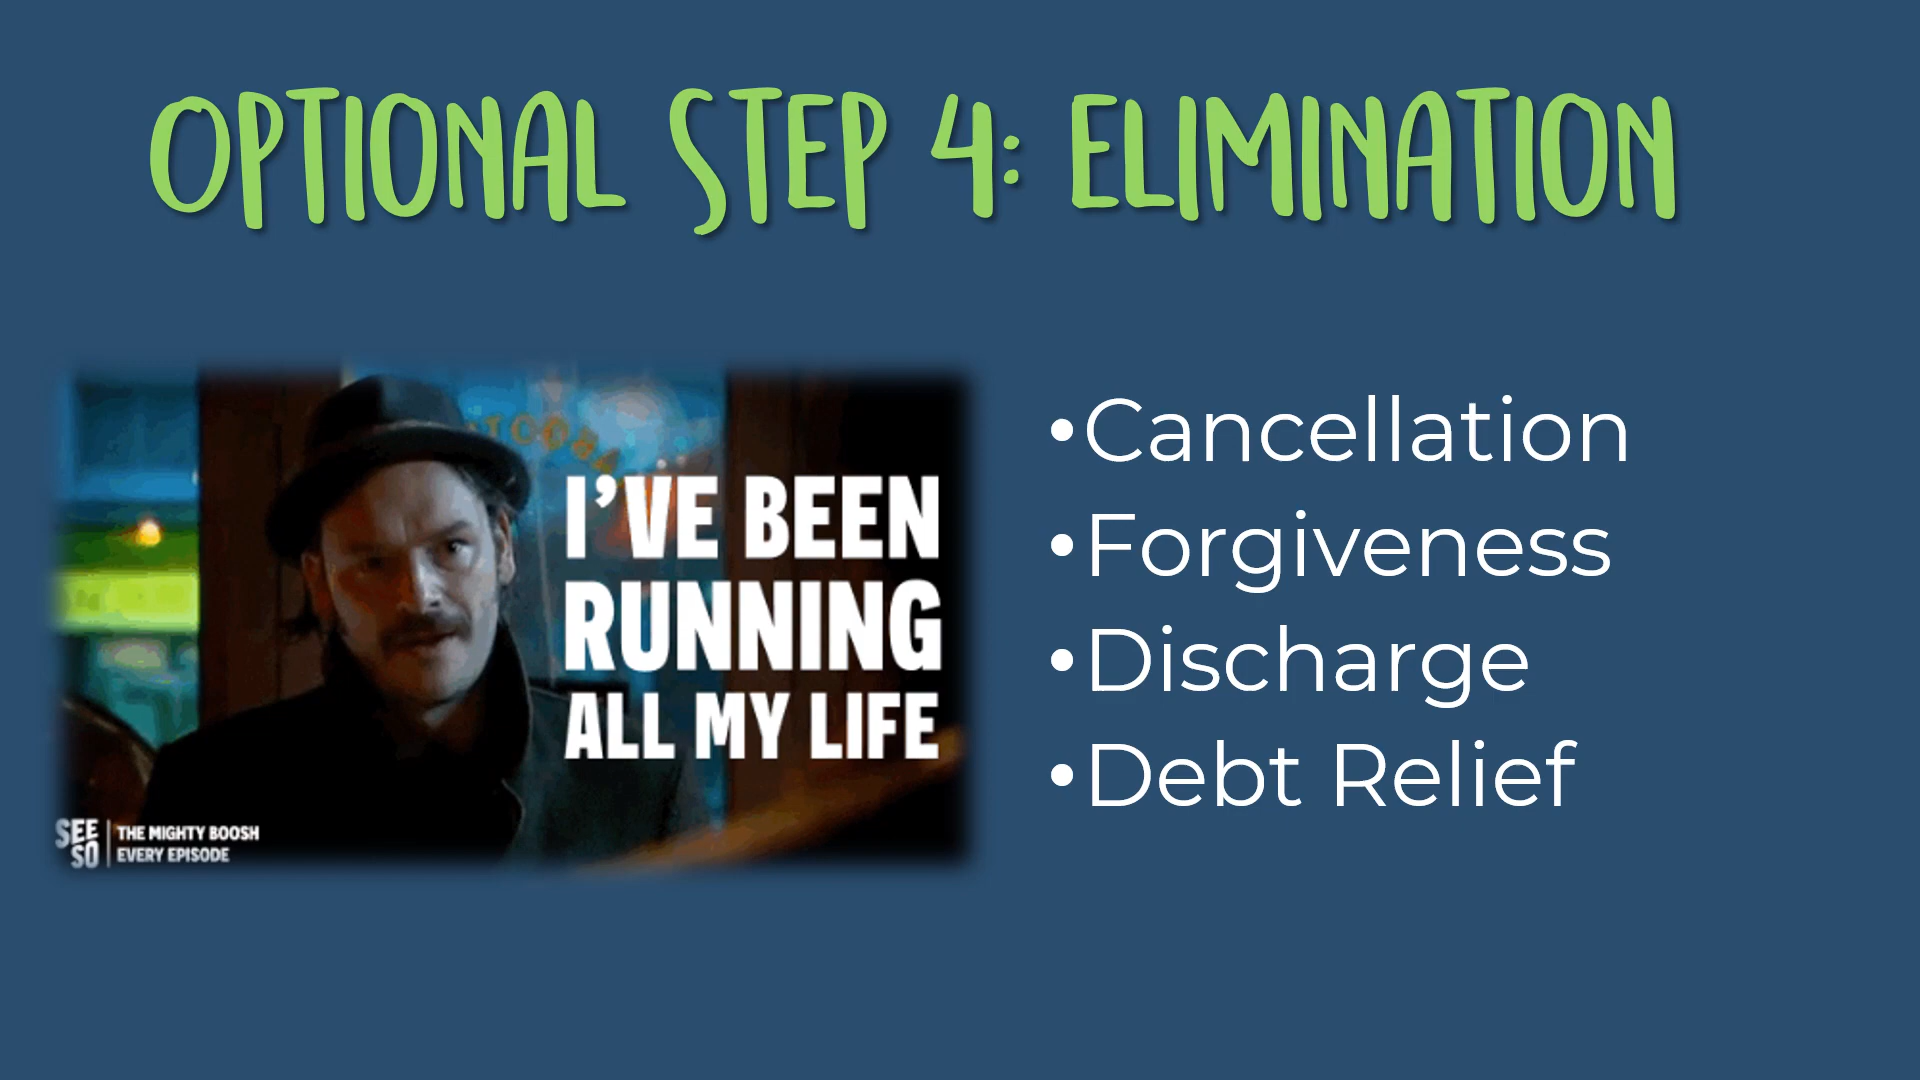 OPTIONAL STEP 4: ELIMINATION
I'VE BEEN
RUNNING
ALL MY LIFE
SEE
SO
THE MIGHTY BOOSH
EVERY EPISODE
•Cancellation
•Forgiveness
•Discharge
•Debt Relief